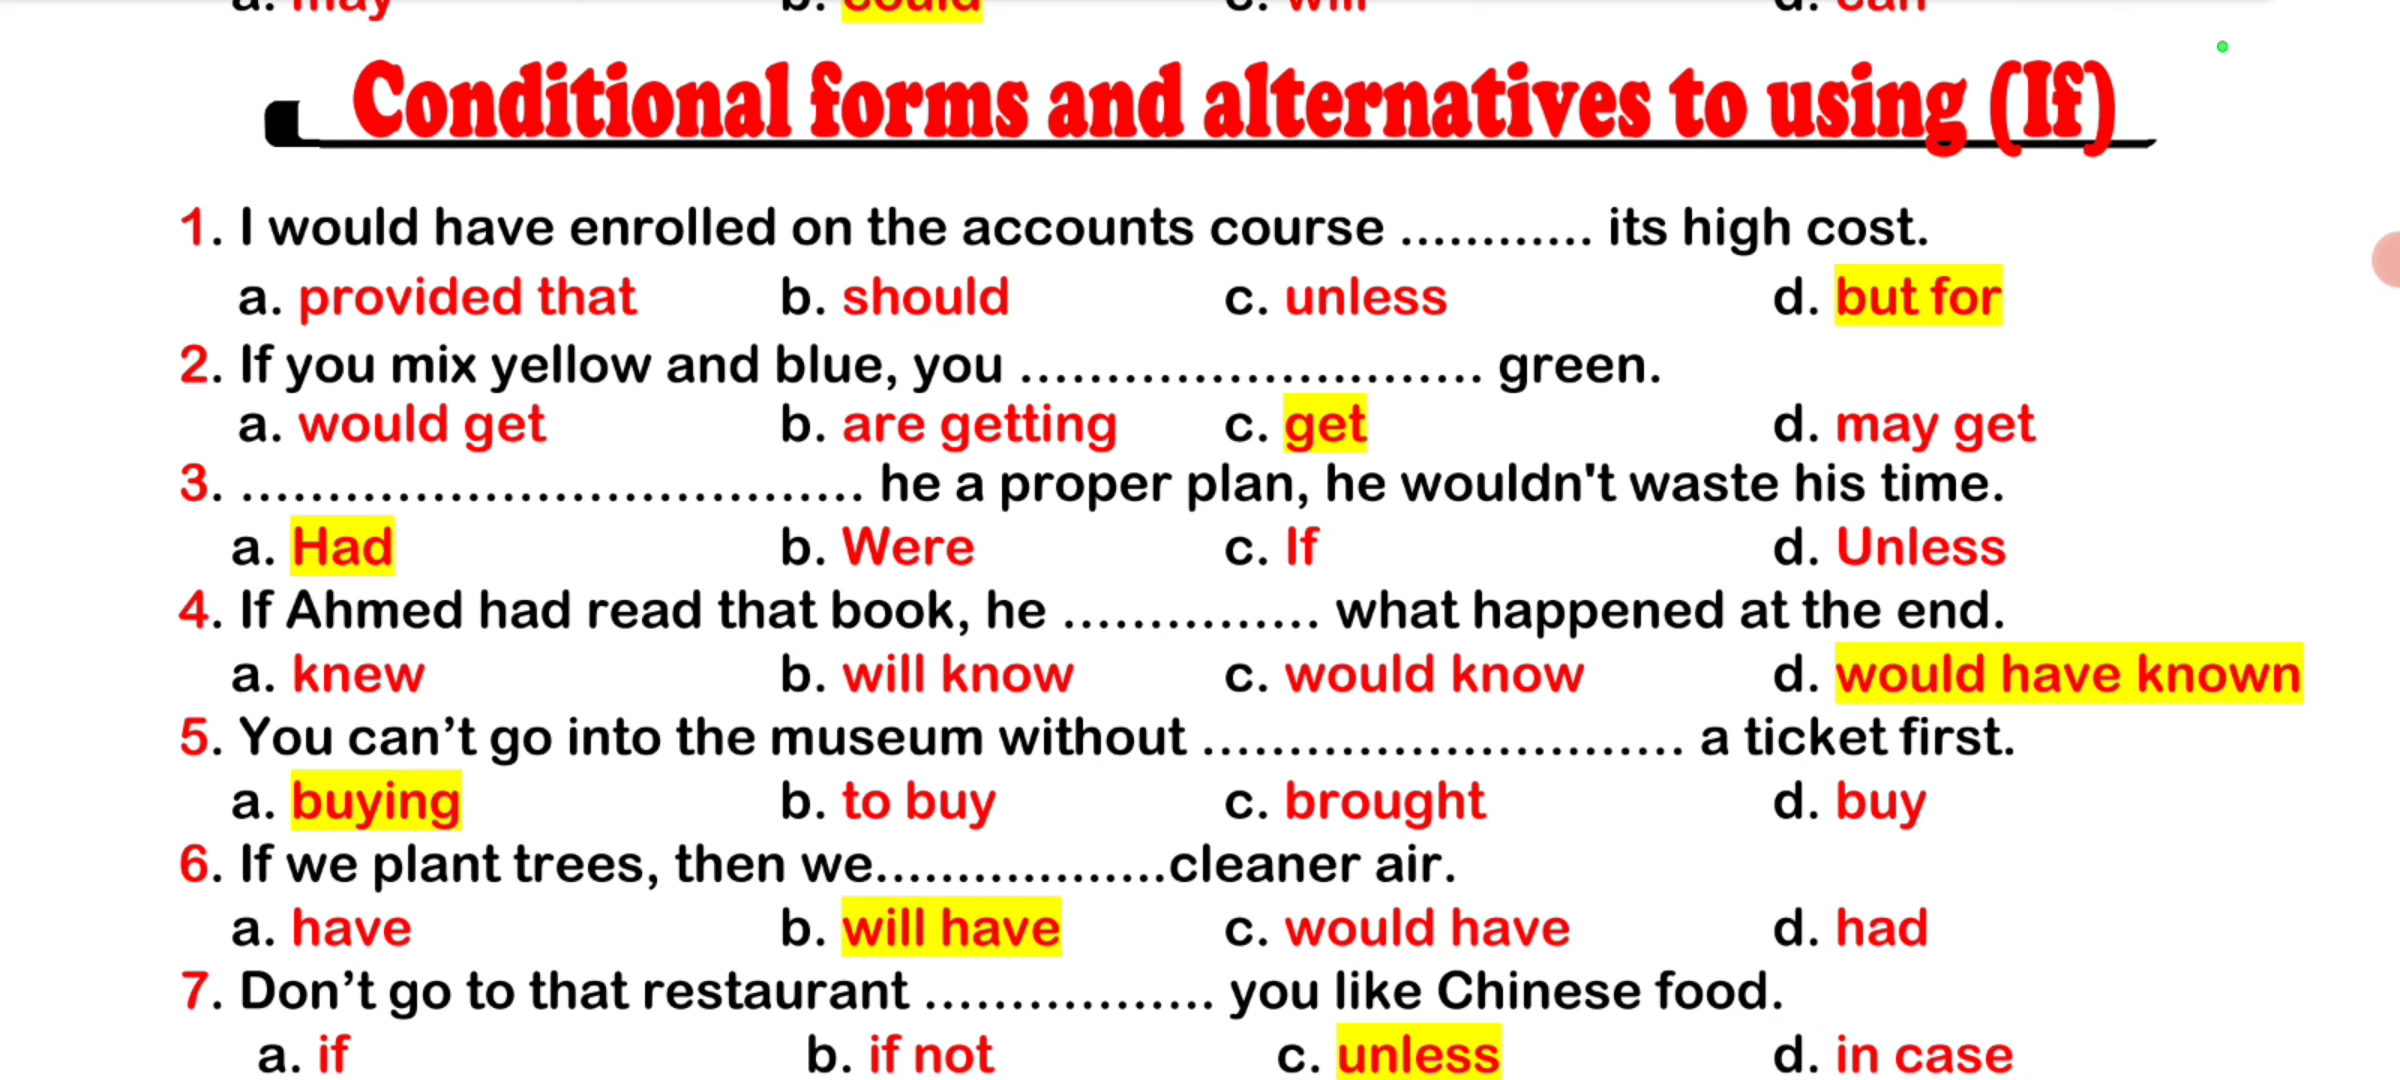 a. may b. could c. will d. can
Conditional forms and alternatives to using (If)
1. I would have enrolled on the accounts course ............ its high cost.
a. provided that b. should c. unless d. but for
2. If you mix yellow and blue, you ........................... green.
a. would get b. are getting c. get d. may get
3. .................................... he a proper plan, he wouldn't waste his time.
a. Had b. Were c. If d. Unless
4. If Ahmed had read that book, he ............... what happened at the end.
a. knew b. will know c. would know d. would have known
5. You can’t go into the museum without ............................ a ticket first.
a. buying b. to buy c. brought d. buy
6. If we plant trees, then we..................cleaner air.
a. have b. will have c. would have d. had
7. Don’t go to that restaurant ................. you like Chinese food.
a. if b. if not c. unless d. in case